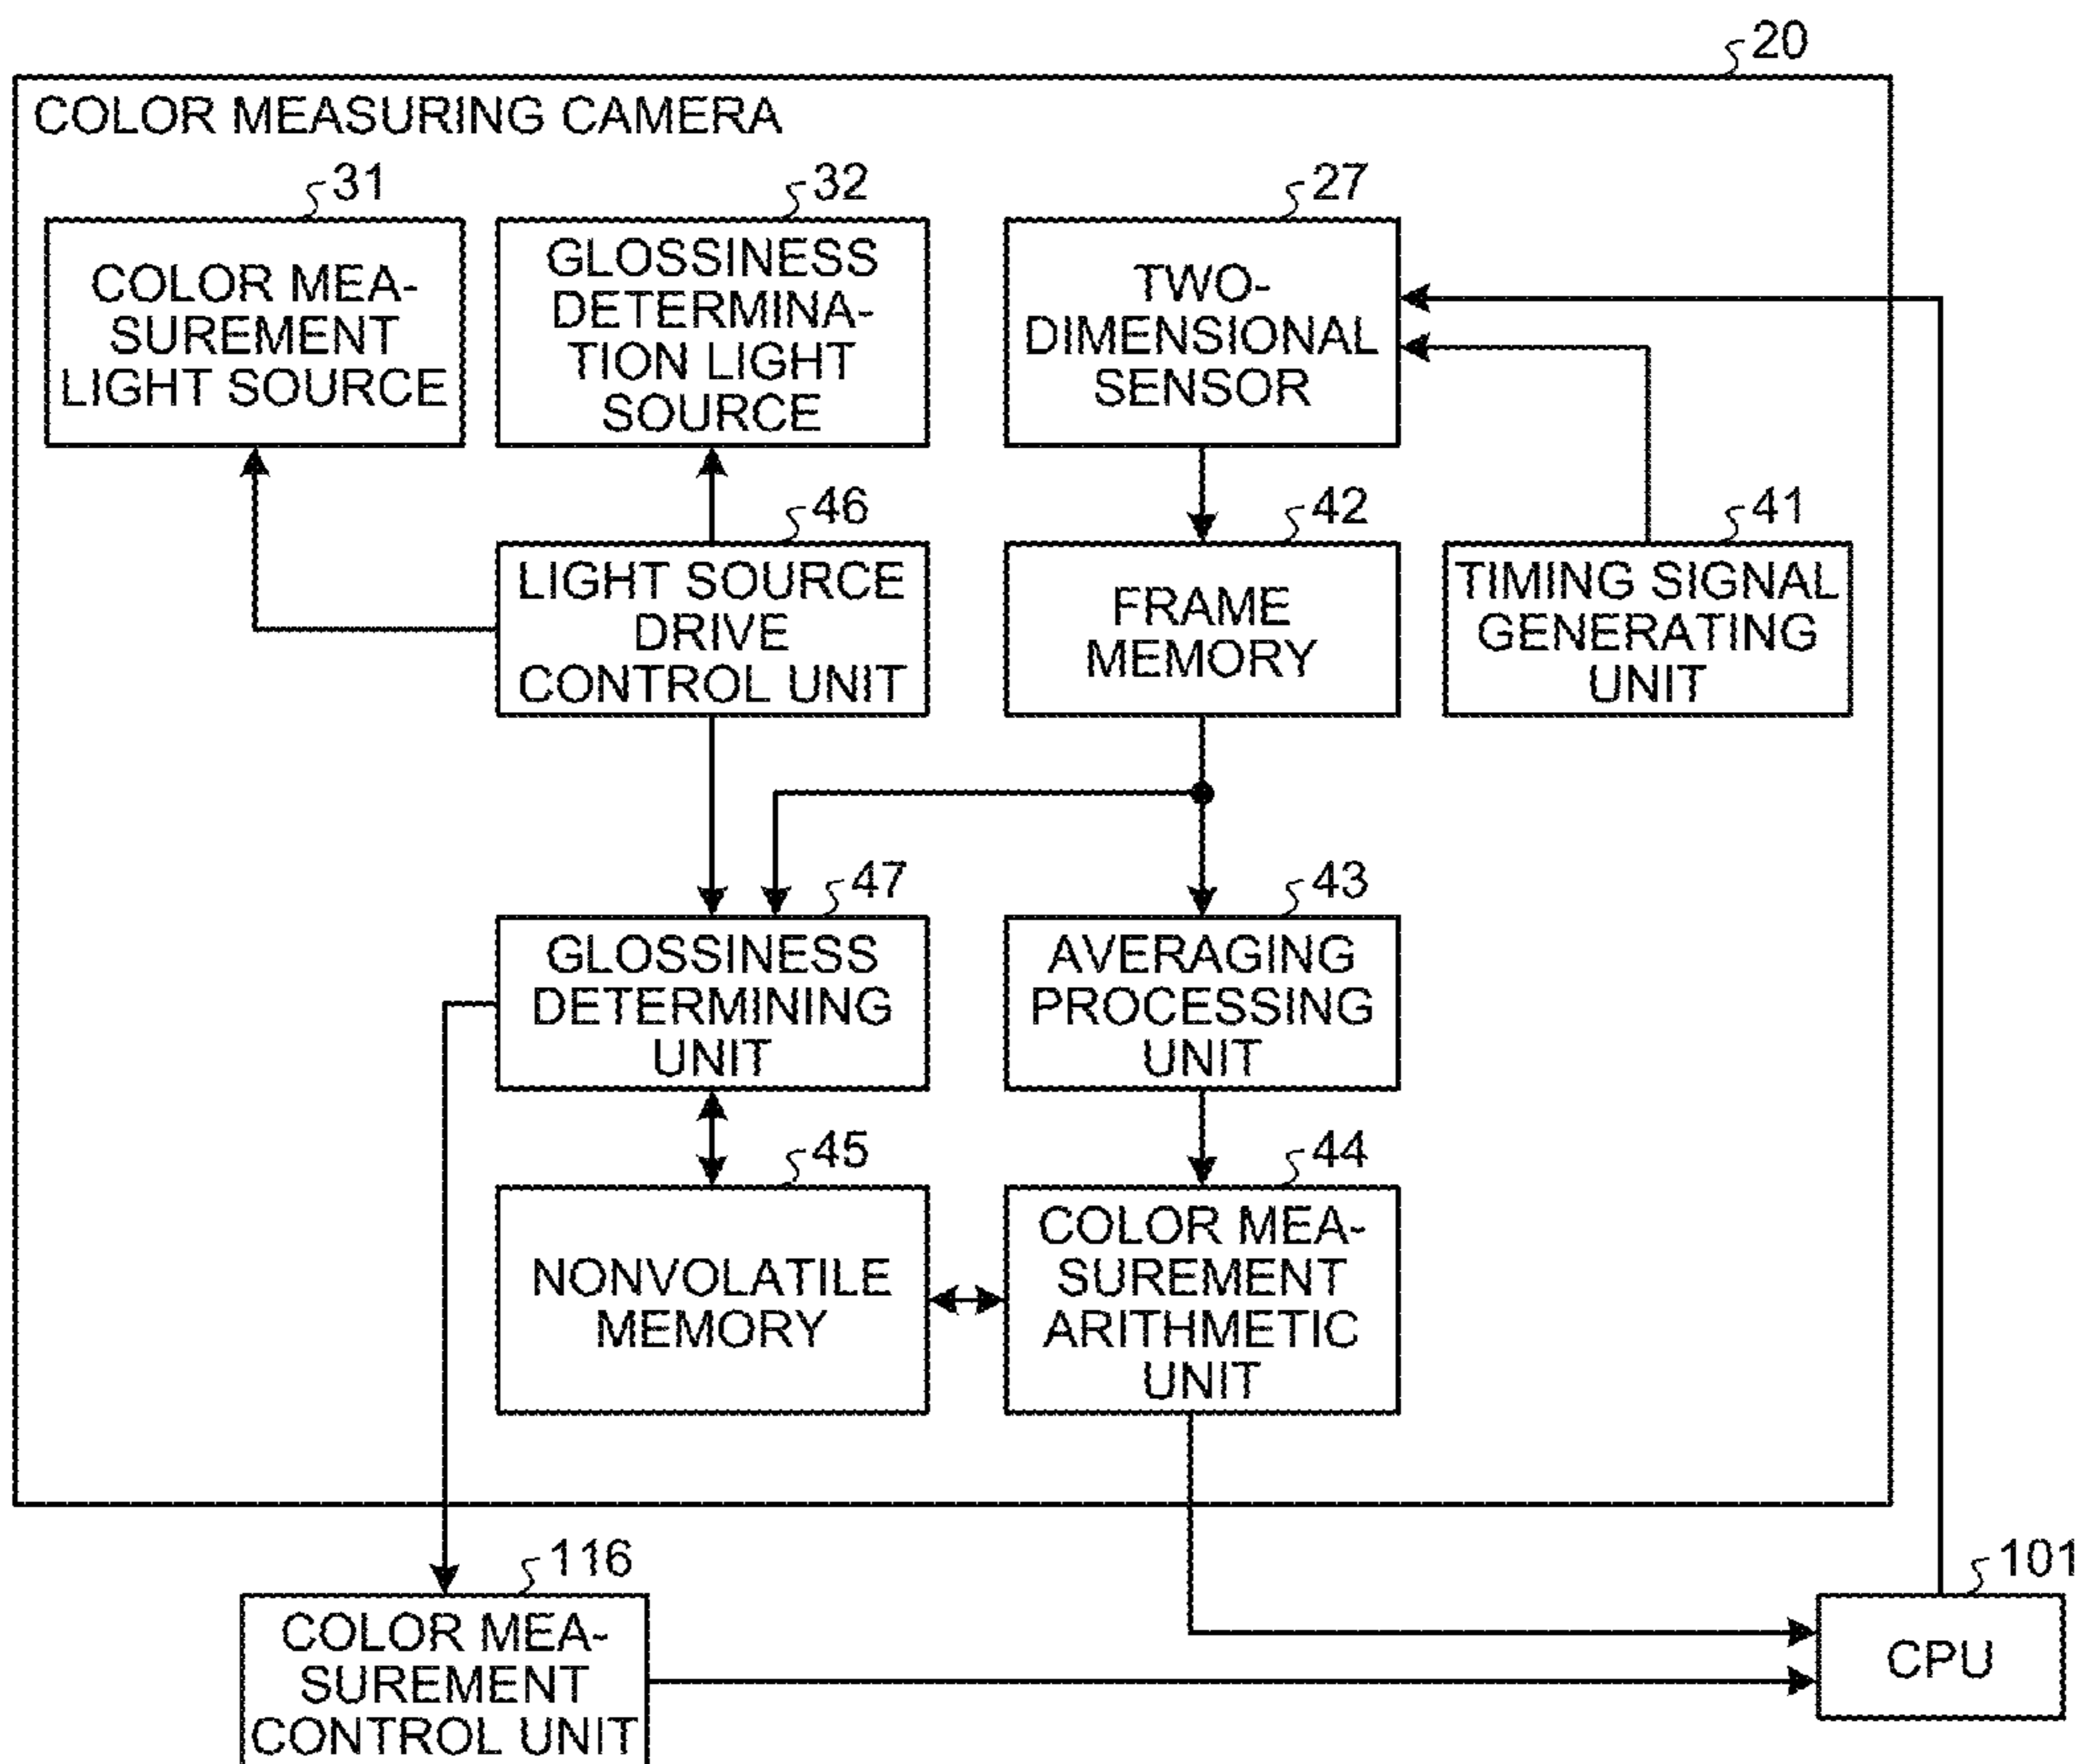 20
COLOR MEASURING CAMERA
31
COLOR MEA-
SUREMENT
LIGHT SOURCE
32
GLOSSINESS
DETERMINA-
TION LIGHT
SOURCE
27
TWO-
DIMENSIONAL
SENSOR
46
LIGHT SOURCE
DRIVE
CONTROL UNIT
42
FRAME
MEMORY
41
TIMING SIGNAL
GENERATING
UNIT
47
GLOSSINESS
DETERMINING
UNIT
43
AVERAGING
PROCESSING
UNIT
45
NONVOLATILE
MEMORY
44
COLOR MEA-
SUREMENT
ARITHMETIC
UNIT
116
COLOR MEA-
SUREMENT
CONTROL UNIT
101
CPU